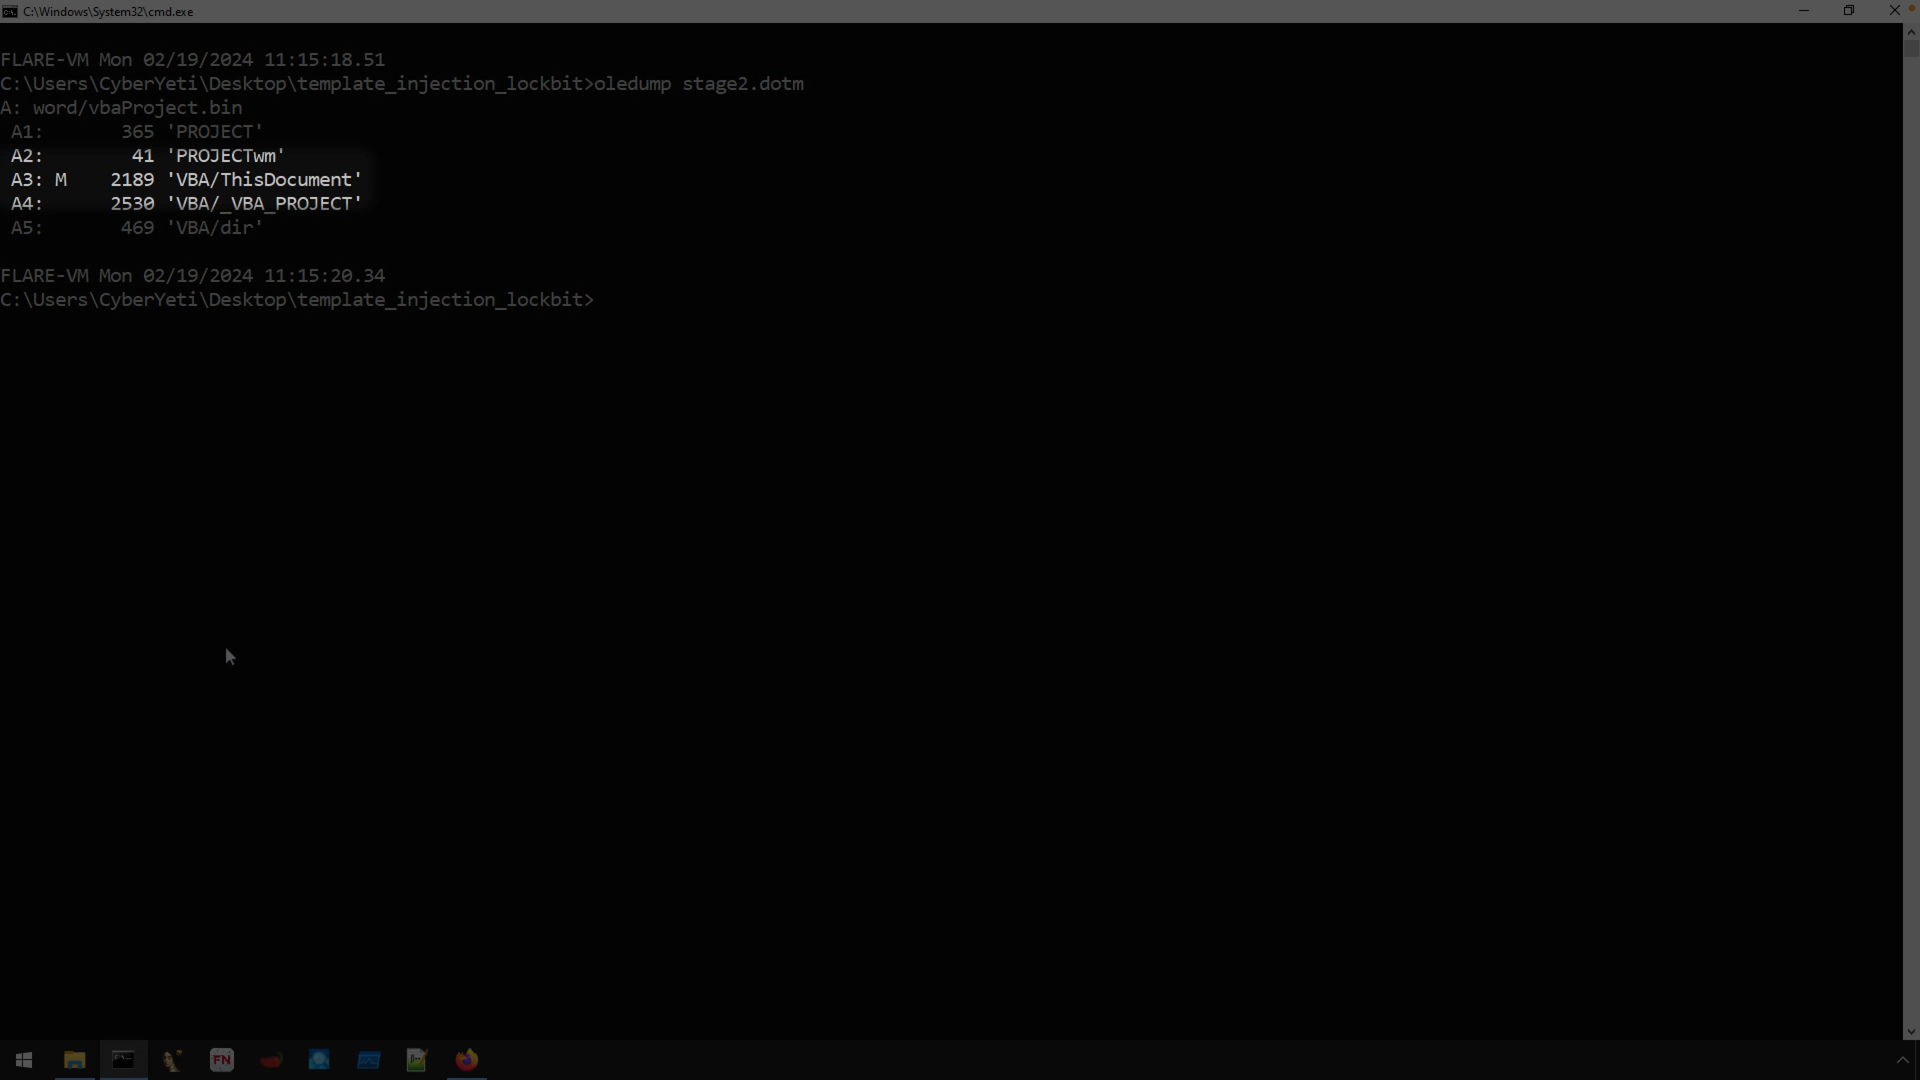 C:\Windows\System32\cmd.exe
FLARE-VM Mon 02/19/2024 11:15:18.51
C:\Users\CyberYeti\Desktop\template_injection_lockbit>oledump stage2.dotm
A: word/vbaProject.bin
A1: 365 'PROJECT'
A2: 41 'PROJECTwm'
A3: M 2189 'VBA/ThisDocument'
A4: 2530 'VBA/_VBA_PROJECT'
A5: 469 'VBA/dir'
FLARE-VM Mon 02/19/2024 11:15:20.34
C:\Users\CyberYeti\Desktop\template_injection_lockbit>
FN